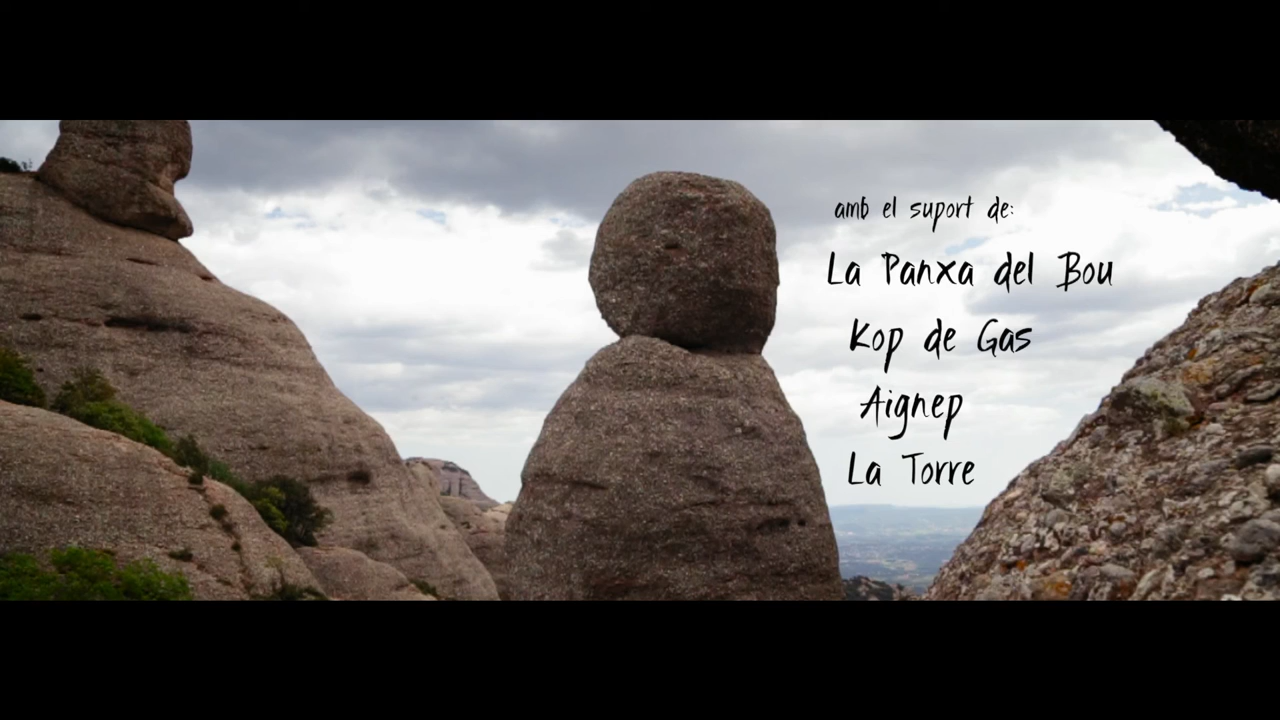 amb el suport de:
La Panxa del Bou
Kop de Gas
Aignep
La Torre